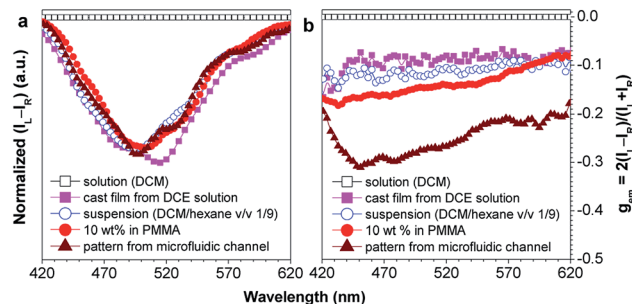 a
b
Normalized (I_L–I_R) (a.u.)
solution (DCM)
cast film from DCE solution
suspension (DCM/hexane v/v 1/9)
10 wt% in PMMA
pattern from microfluidic channel
420 470 520 570 620
solution (DCM)
cast film from DCE solution
suspension (DCM/hexane v/v 1/9)
10 wt % in PMMA
pattern from microfluidic channel
420 470 520 570 620
0.0
-0.1
-0.2
-0.3
-0.4
-0.5
g_em = 2(I_L–I_R)/(I_L+I_R)
Wavelength (nm)